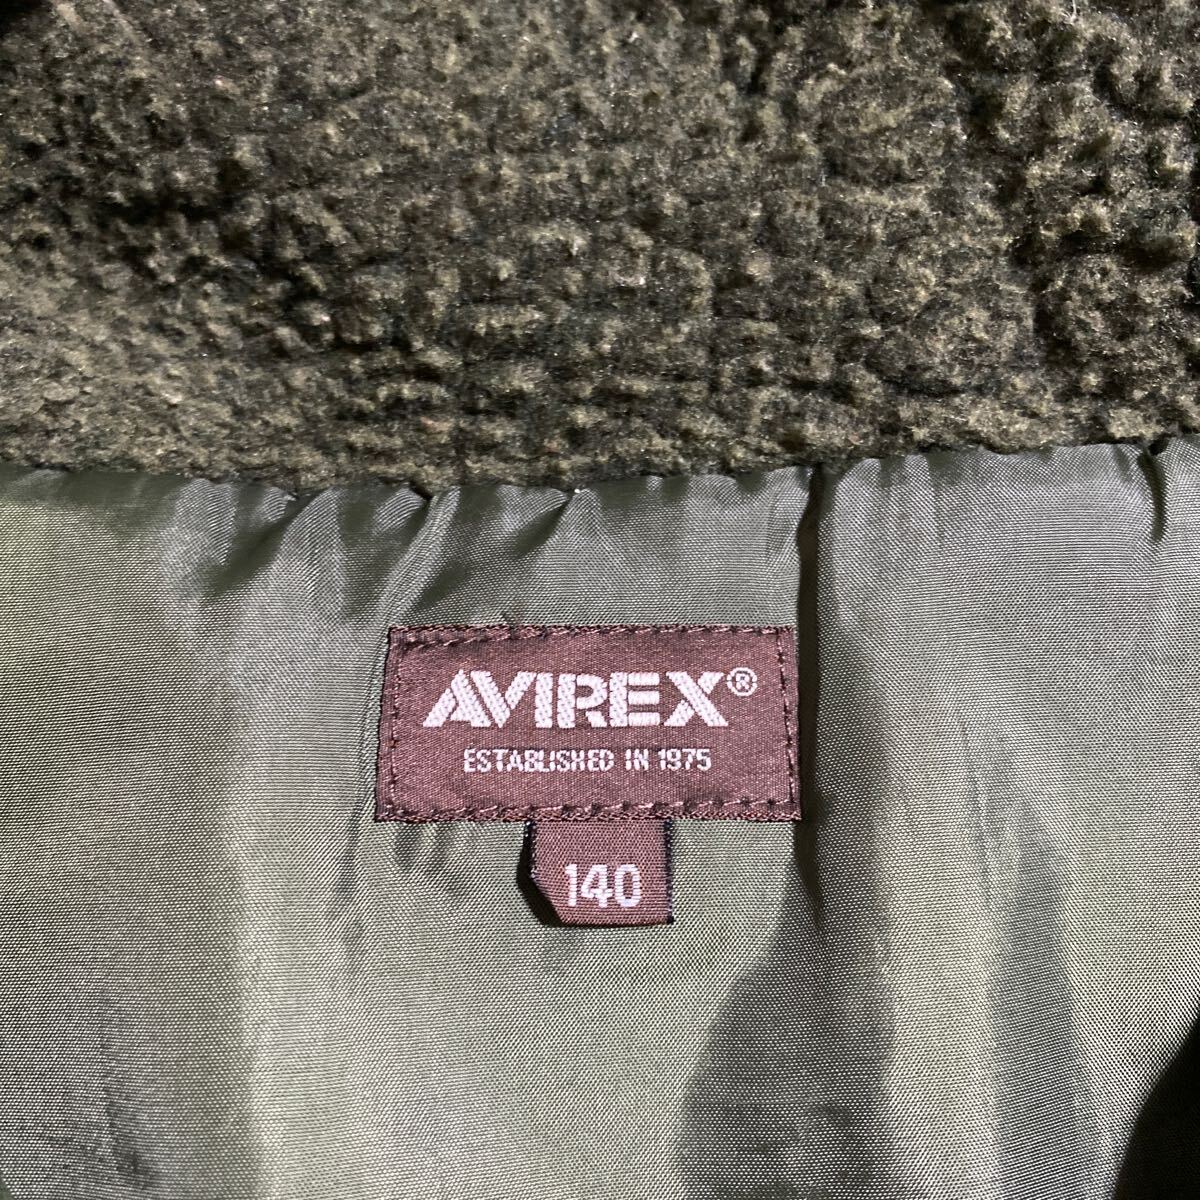 AVIREX®
ESTABLISHED IN 1975
140